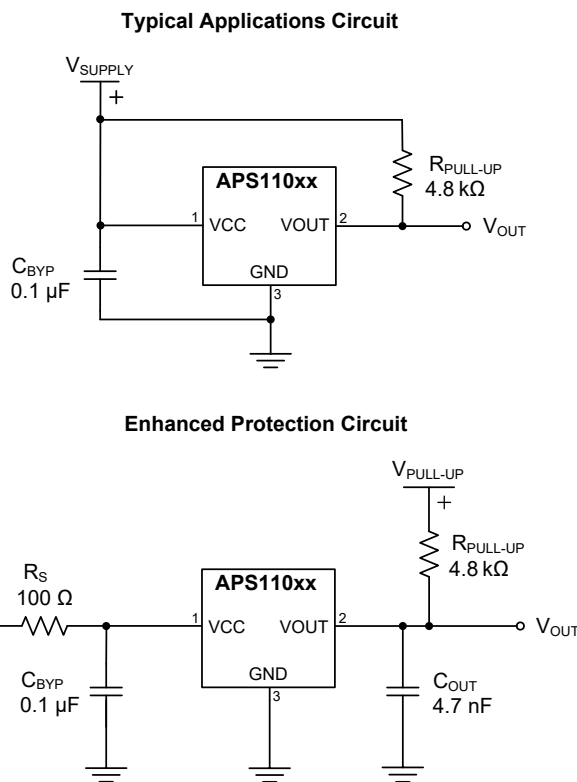 Typical Applications Circuit
VSUPPLY
+
RPULL-UP
4.8 kΩ
APS110xx
1 VCC VOUT 2
VOUT
GND
3
CBYP
0.1 µF
Enhanced Protection Circuit
VPULL-UP
+
RPULL-UP
4.8 kΩ
RS
100 Ω
APS110xx
1 VCC VOUT 2
VOUT
GND
3
CBYP
0.1 µF
COUT
4.7 nF